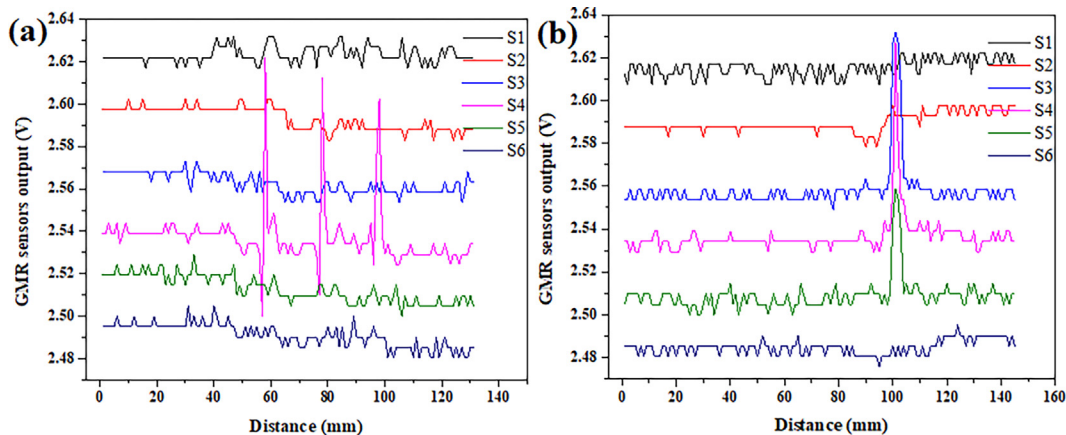 (a)
GMR sensors output (V)
2.64
2.62
2.60
2.58
2.56
2.54
2.52
2.50
2.48
0 20 40 60 80 100 120 140
Distance (mm)
S1
S2
S3
S4
S5
S6
(b)
GMR sensors output (V)
2.64
2.62
2.60
2.58
2.56
2.54
2.52
2.50
2.48
0 20 40 60 80 100 120 140 160
Distance (mm)
S1
S2
S3
S4
S5
S6